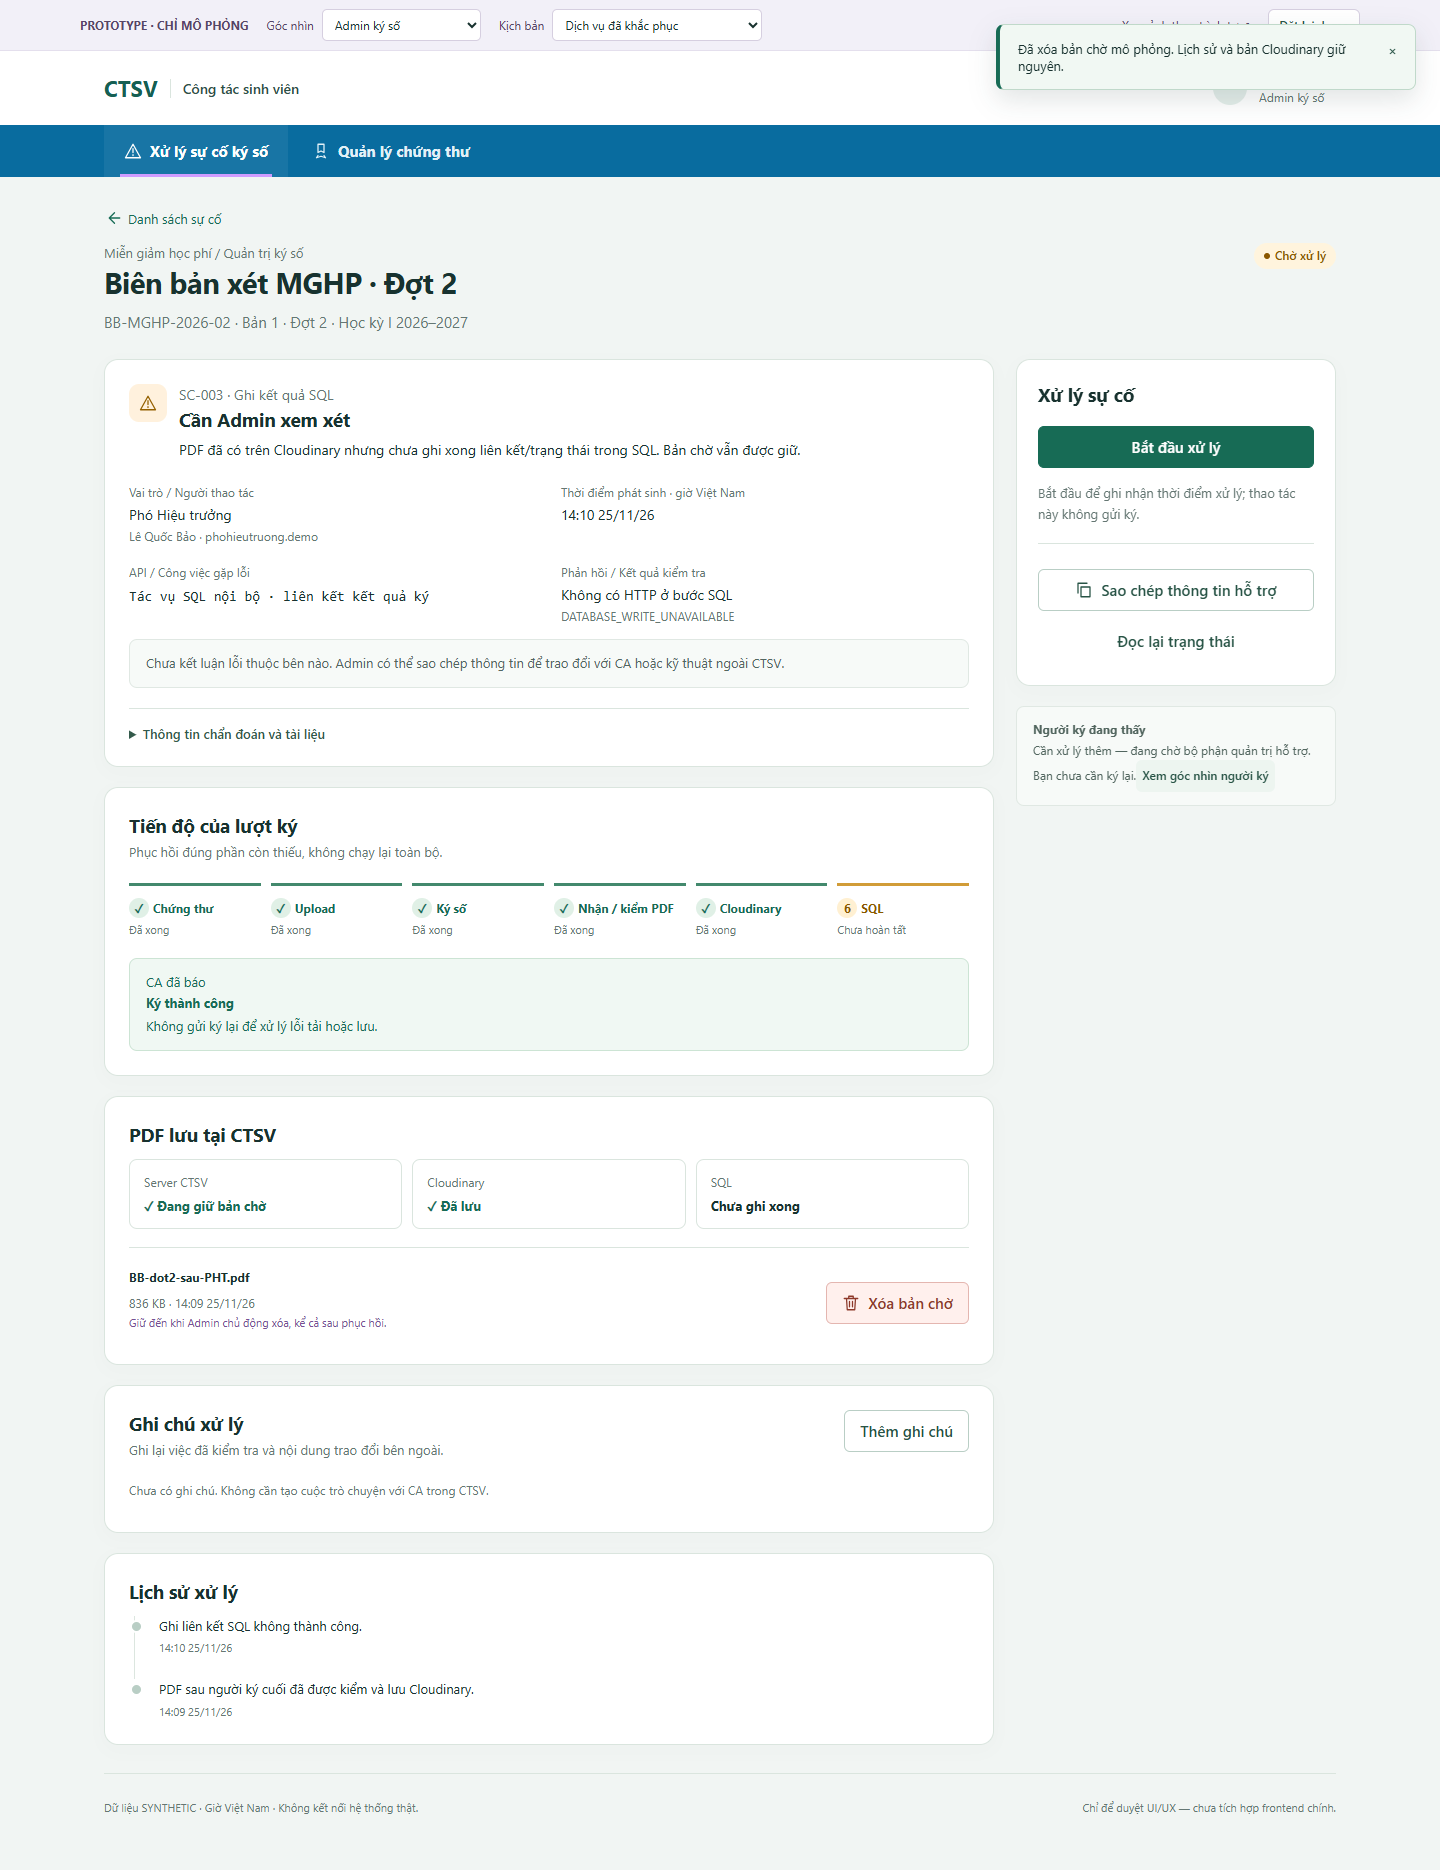 PROTOTYPE · CHỈ MÔ PHỎNG
Góc nhìn
Admin ký số
Kịch bản
Dịch vụ đã khắc phục
Đã xóa bản chờ mô phỏng. Lịch sử và bản Cloudinary giữ nguyên.
×
CTSV
Công tác sinh viên
Admin ký số
Xử lý sự cố ký số
Quản lý chứng thư
Danh sách sự cố
Miễn giảm học phí / Quản trị ký số
Biên bản xét MGHP · Đợt 2
BB-MGHP-2026-02 · Bản 1 · Đợt 2 · Học kỳ I 2026–2027
Chờ xử lý
SC-003 · Ghi kết quả SQL
Cần Admin xem xét
PDF đã có trên Cloudinary nhưng chưa ghi xong liên kết/trạng thái trong SQL. Bản chờ vẫn được giữ.
Vai trò / Người thao tác
Phó Hiệu trưởng
Lê Quốc Bảo · phohieutruong.demo
Thời điểm phát sinh · giờ Việt Nam
14:10 25/11/26
API / Công việc gặp lỗi
Tác vụ SQL nội bộ · liên kết kết quả ký
Phản hồi / Kết quả kiểm tra
Không có HTTP ở bước SQL
DATABASE_WRITE_UNAVAILABLE
Chưa kết luận lỗi thuộc bên nào. Admin có thể sao chép thông tin để trao đổi với CA hoặc kỹ thuật ngoài CTSV.
Thông tin chẩn đoán và tài liệu
Xử lý sự cố
Bắt đầu xử lý
Bắt đầu để ghi nhận thời điểm xử lý; thao tác
này không gửi ký.
Sao chép thông tin hỗ trợ
Đọc lại trạng thái
Người ký đang thấy
Cần xử lý thêm — đang chờ bộ phận quản trị hỗ trợ.
Bạn chưa cần ký lại. Xem góc nhìn người ký
Tiến độ của lượt ký
Phục hồi đúng phần còn thiếu, không chạy lại toàn bộ.
✓ Chứng thư
Đã xong
✓ Upload
Đã xong
✓ Ký số
Đã xong
✓ Nhận / kiểm PDF
Đã xong
✓ Cloudinary
Đã xong
6 SQL
Chưa hoàn tất
CA đã báo
Ký thành công
Không gửi ký lại để xử lý lỗi tải hoặc lưu.
PDF lưu tại CTSV
Server CTSV
✓ Đang giữ bản chờ
Cloudinary
✓ Đã lưu
SQL
Chưa ghi xong
BB-dot2-sau-PHT.pdf
836 KB · 14:09 25/11/26
Giữ đến khi Admin chủ động xóa, kể cả sau phục hồi.
Xóa bản chờ
Ghi chú xử lý
Ghi lại việc đã kiểm tra và nội dung trao đổi bên ngoài.
Thêm ghi chú
Chưa có ghi chú. Không cần tạo cuộc trò chuyện với CA trong CTSV.
Lịch sử xử lý
Ghi liên kết SQL không thành công.
14:10 25/11/26
PDF sau người ký cuối đã được kiểm và lưu Cloudinary.
14:09 25/11/26
Dữ liệu SYNTHETIC · Giờ Việt Nam · Không kết nối hệ thống thật.
Chỉ để duyệt UI/UX — chưa tích hợp frontend chính.